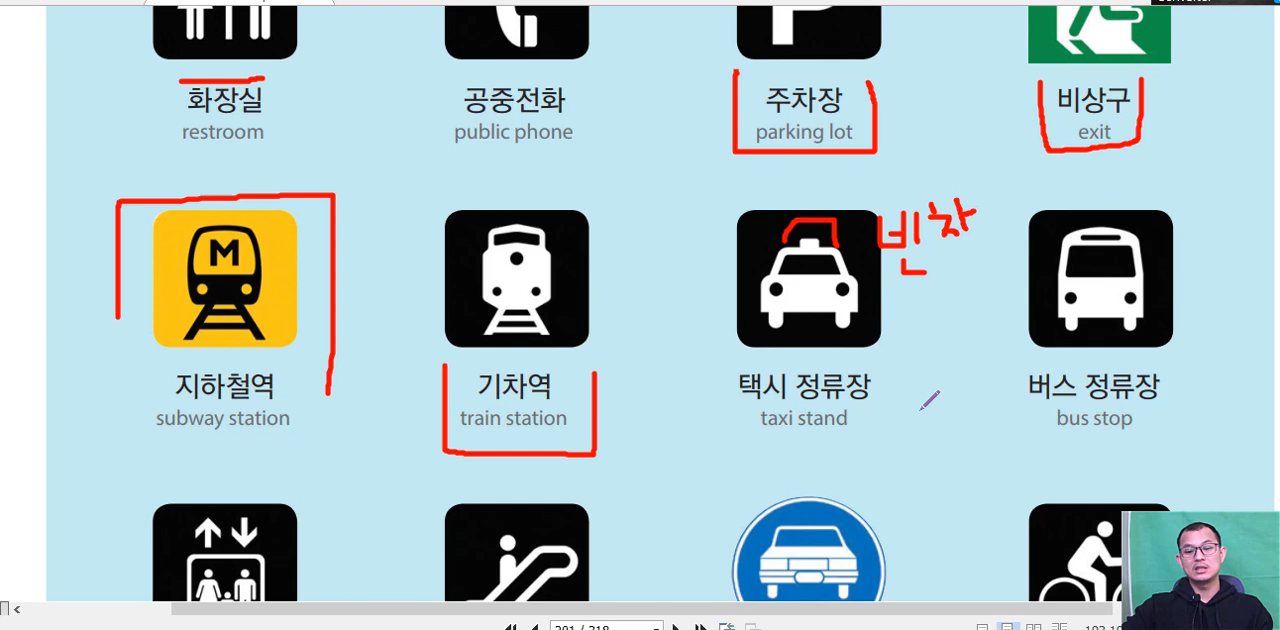 화장실
restroom
공중전화
public phone
주차장
parking lot
비상구
exit
M
빈차
지하철역
subway station
기차역
train station
택시 정류장
taxi stand
버스 정류장
bus stop